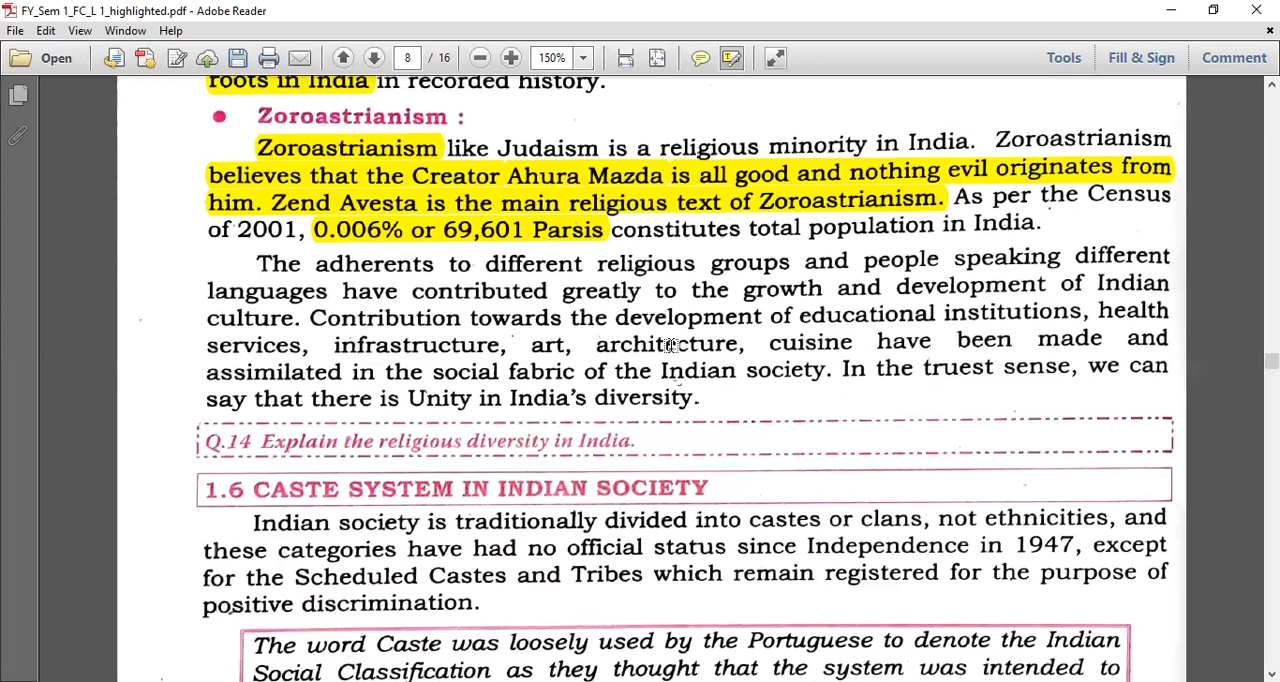 FY_Sem 1_FC_L 1_highlighted.pdf - Adobe Reader
File Edit View Window Help
Open 8 / 16 150% Tools Fill & Sign Comment
roots in India in recorded history.
• Zoroastrianism :
Zoroastrianism like Judaism is a religious minority in India. Zoroastrianism
believes that the Creator Ahura Mazda is all good and nothing evil originates from
him. Zend Avesta is the main religious text of Zoroastrianism. As per the Census
of 2001, 0.006% or 69,601 Parsis constitutes total population in India.
The adherents to different religious groups and people speaking different
languages have contributed greatly to the growth and development of Indian
culture. Contribution towards the development of educational institutions, health
services, infrastructure, art, architecture, cuisine have been made and
assimilated in the social fabric of the Indian society. In the truest sense, we can
say that there is Unity in India's diversity.
Q.14 Explain the religious diversity in India.
1.6 CASTE SYSTEM IN INDIAN SOCIETY
Indian society is traditionally divided into castes or clans, not ethnicities, and
these categories have had no official status since Independence in 1947, except
for the Scheduled Castes and Tribes which remain registered for the purpose of
positive discrimination.
The word Caste was loosely used by the Portuguese to denote the Indian
Social Classification as they thought that the system was intended to